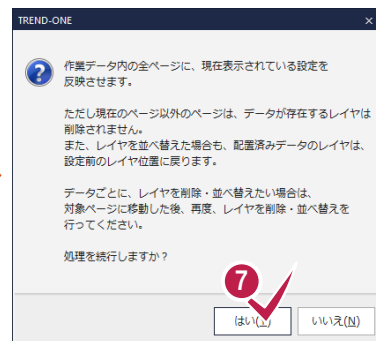 TREND-ONE
作業データ内の全ページに、現在表示されている設定を
反映させます。
ただし現在のページ以外のページは、データが存在するレイヤは
削除されません。
また、レイヤを並べ替えた場合も、配置済みデータのレイヤは、
設定前のレイヤ位置に戻ります。
データごとに、レイヤを削除・並べ替えたい場合は、
対象ページに移動した後、再度、レイヤを削除・並べ替えを
行ってください。
処理を続行しますか？
7
はい(Y)
いいえ(N)